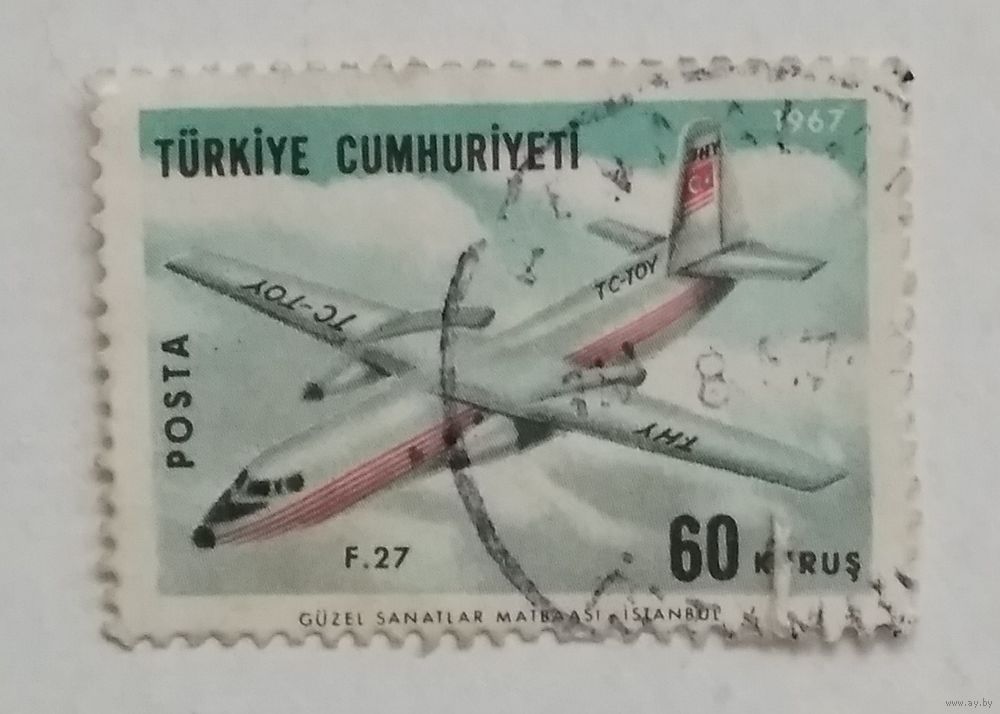 1967
TÜRKİYE CUMHURİYETİ
THY
TC-TOY
TC-TOY
POSTA
THY
F.27
60
GÜZEL SANATLAR MATBAASI - İSTANBUL
www.ay.by